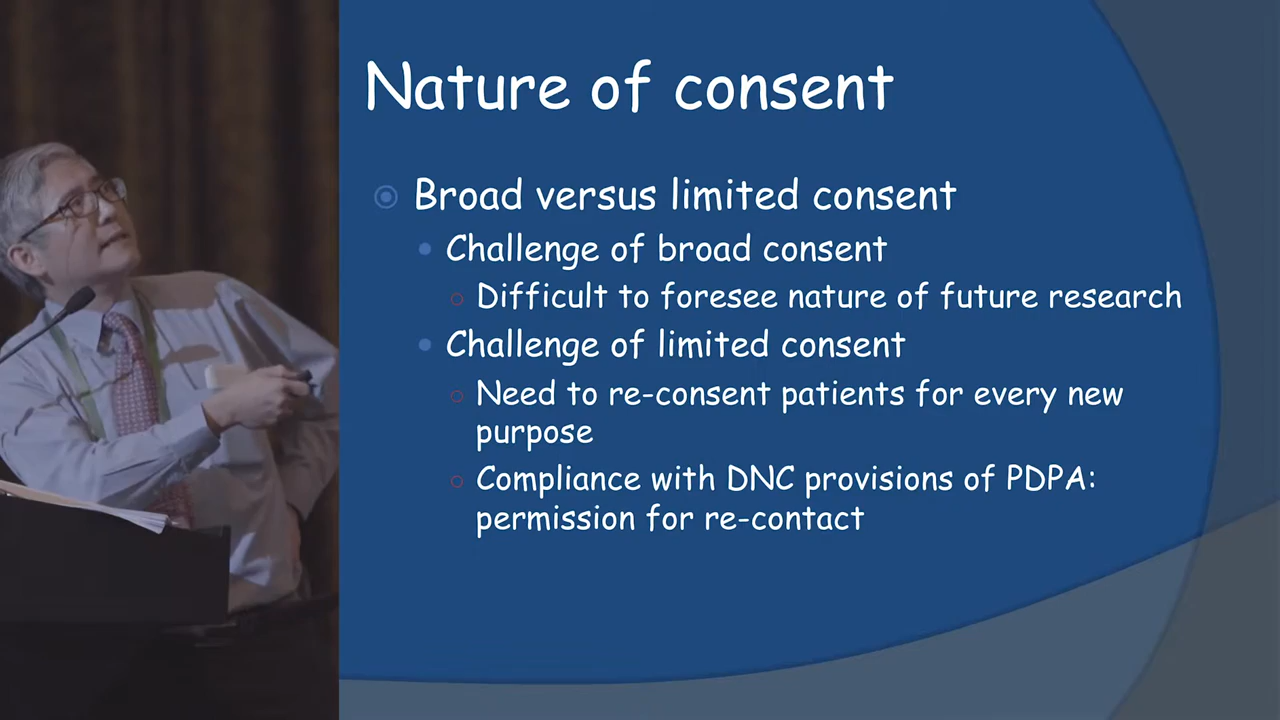 Nature of consent
Broad versus limited consent
Challenge of broad consent
Difficult to foresee nature of future research
Challenge of limited consent
Need to re-consent patients for every new
purpose
Compliance with DNC provisions of PDPA:
permission for re-contact